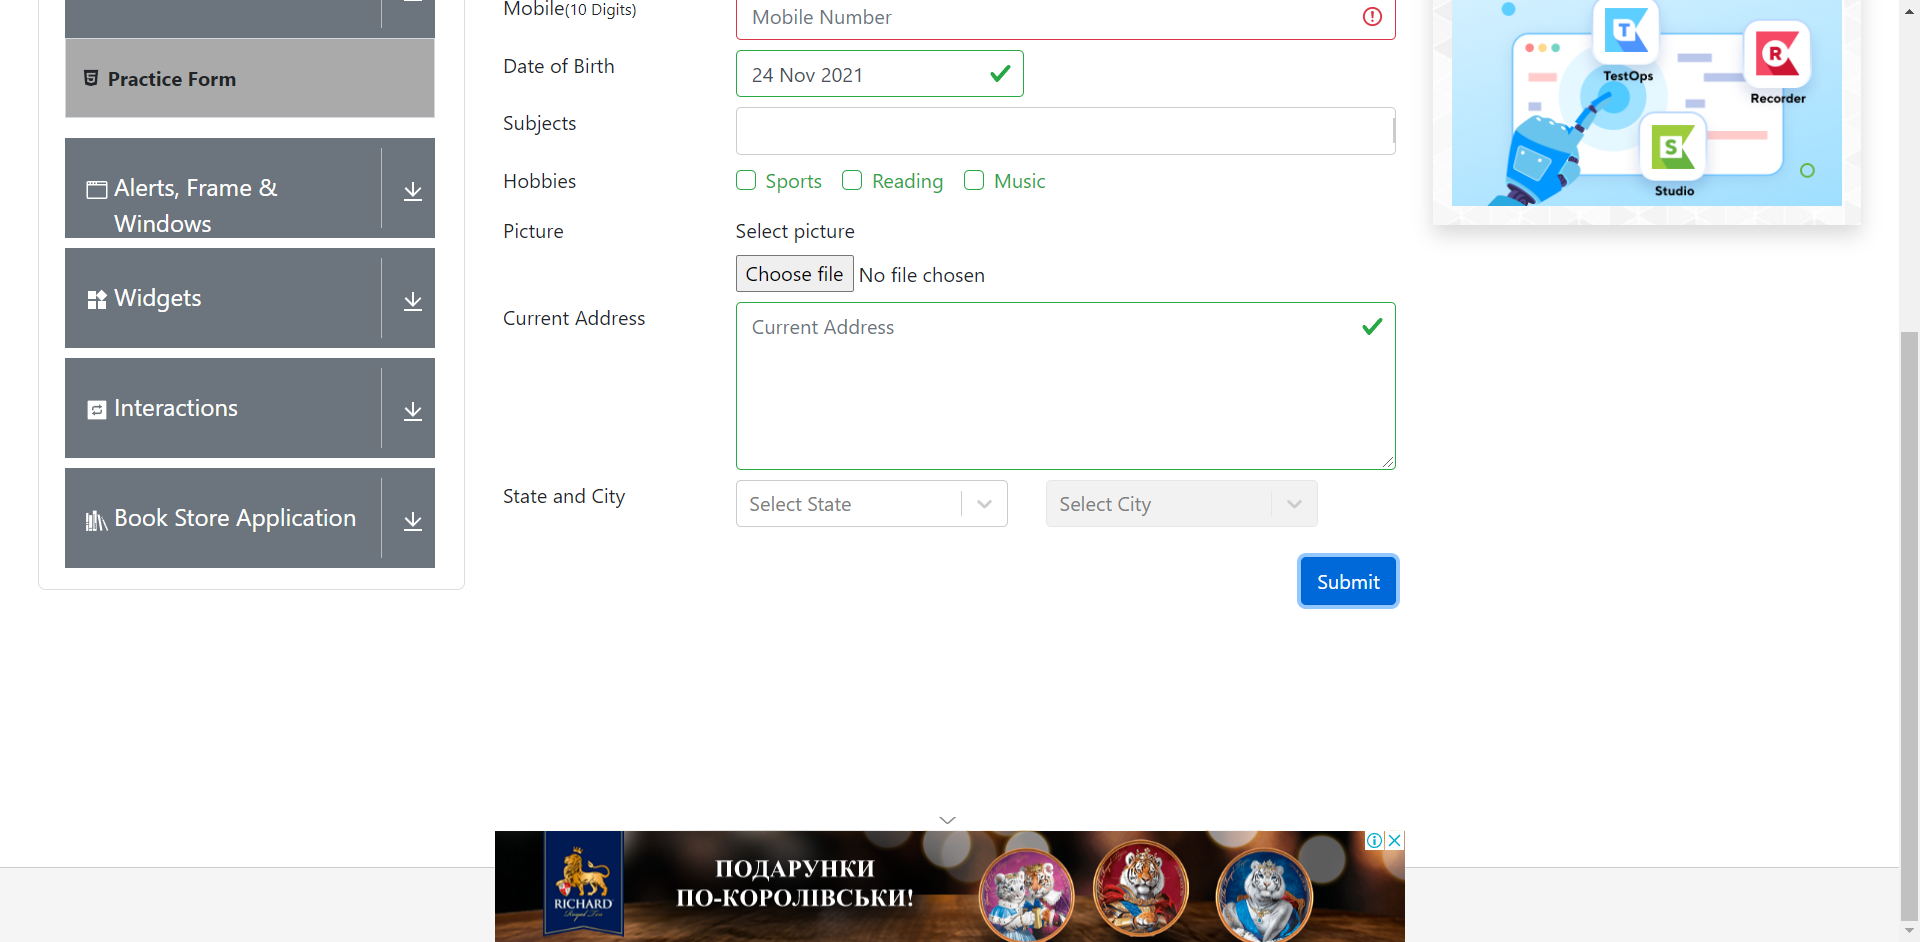 Practice Form
Alerts, Frame &
Windows
Widgets
Interactions
Book Store Application
Mobile(10 Digits)
Mobile Number
Date of Birth
24 Nov 2021
Subjects
Hobbies
Sports
Reading
Music
Picture
Select picture
Choose file No file chosen
Current Address
Current Address
State and City
Select State
Select City
Submit
T
TestOps
R
Recorder
S
Studio
RICHARD
Royal Tea
ПОДАРУНКИ
ПО-КОРОЛІВСЬКИ!